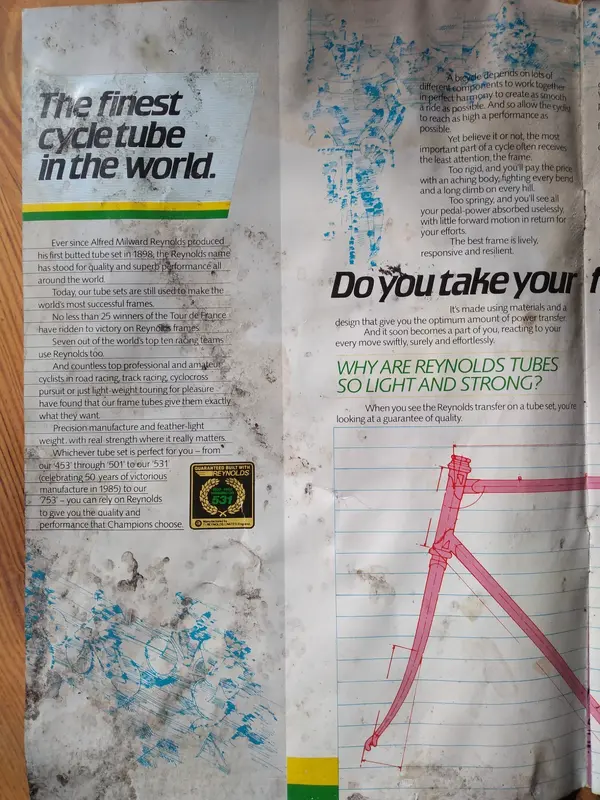 The finest
cycle tube
in the world.
Ever since Alfred Milward Reynolds produced
his first butted tube set in 1898, the Reynolds name
has stood for quality and superb performance all
around the world.
Today, our tube sets are still used to make the
world's most successful frames.
No less than 25 winners of the Tour de France
have ridden to victory on Reynolds frames.
Seven out of the world's top ten racing teams
use Reynolds too.
And countless top professional and amateur
cyclists in road racing, track racing, cyclocross
pursuit or just light-weight touring for pleasure
have found that our frame tubes give them exactly
what they want.
Precision-manufacture and feather-light
weight, with real strength where it really matters.
Whichever tube set is perfect for you – from
our '453' through '501' to our '531'
(celebrating 50 years of victorious
manufacture in 1985) to our
'753' – you can rely on Reynolds
to give you the quality and
performance that Champions choose.
GUARANTEED BUILT WITH
REYNOLDS
531
A bicycle depends on lots of
different components to work together
in perfect harmony to create as smooth
a ride as possible. And so allow the cyclist
to reach as high a performance as
possible.
Yet believe it or not, the most
important part of a cycle often receives
the least attention, the frame.
Too rigid, and you'll pay the price
with an aching body, fighting every bend
and a long climb on every hill.
Too springy, and you'll see all
your pedal-power absorbed uselessly,
with little forward motion in return for
your efforts.
The best frame is lively,
responsive and resilient.
Do you take your f
It's made using materials and a
design that give you the optimum amount of power transfer.
And it soon becomes a part of you, reacting to your
every move swiftly, surely and effortlessly.
WHY ARE REYNOLDS TUBES
SO LIGHT AND STRONG?
When you see the Reynolds transfer on a tube set, you're
looking at a guarantee of quality.